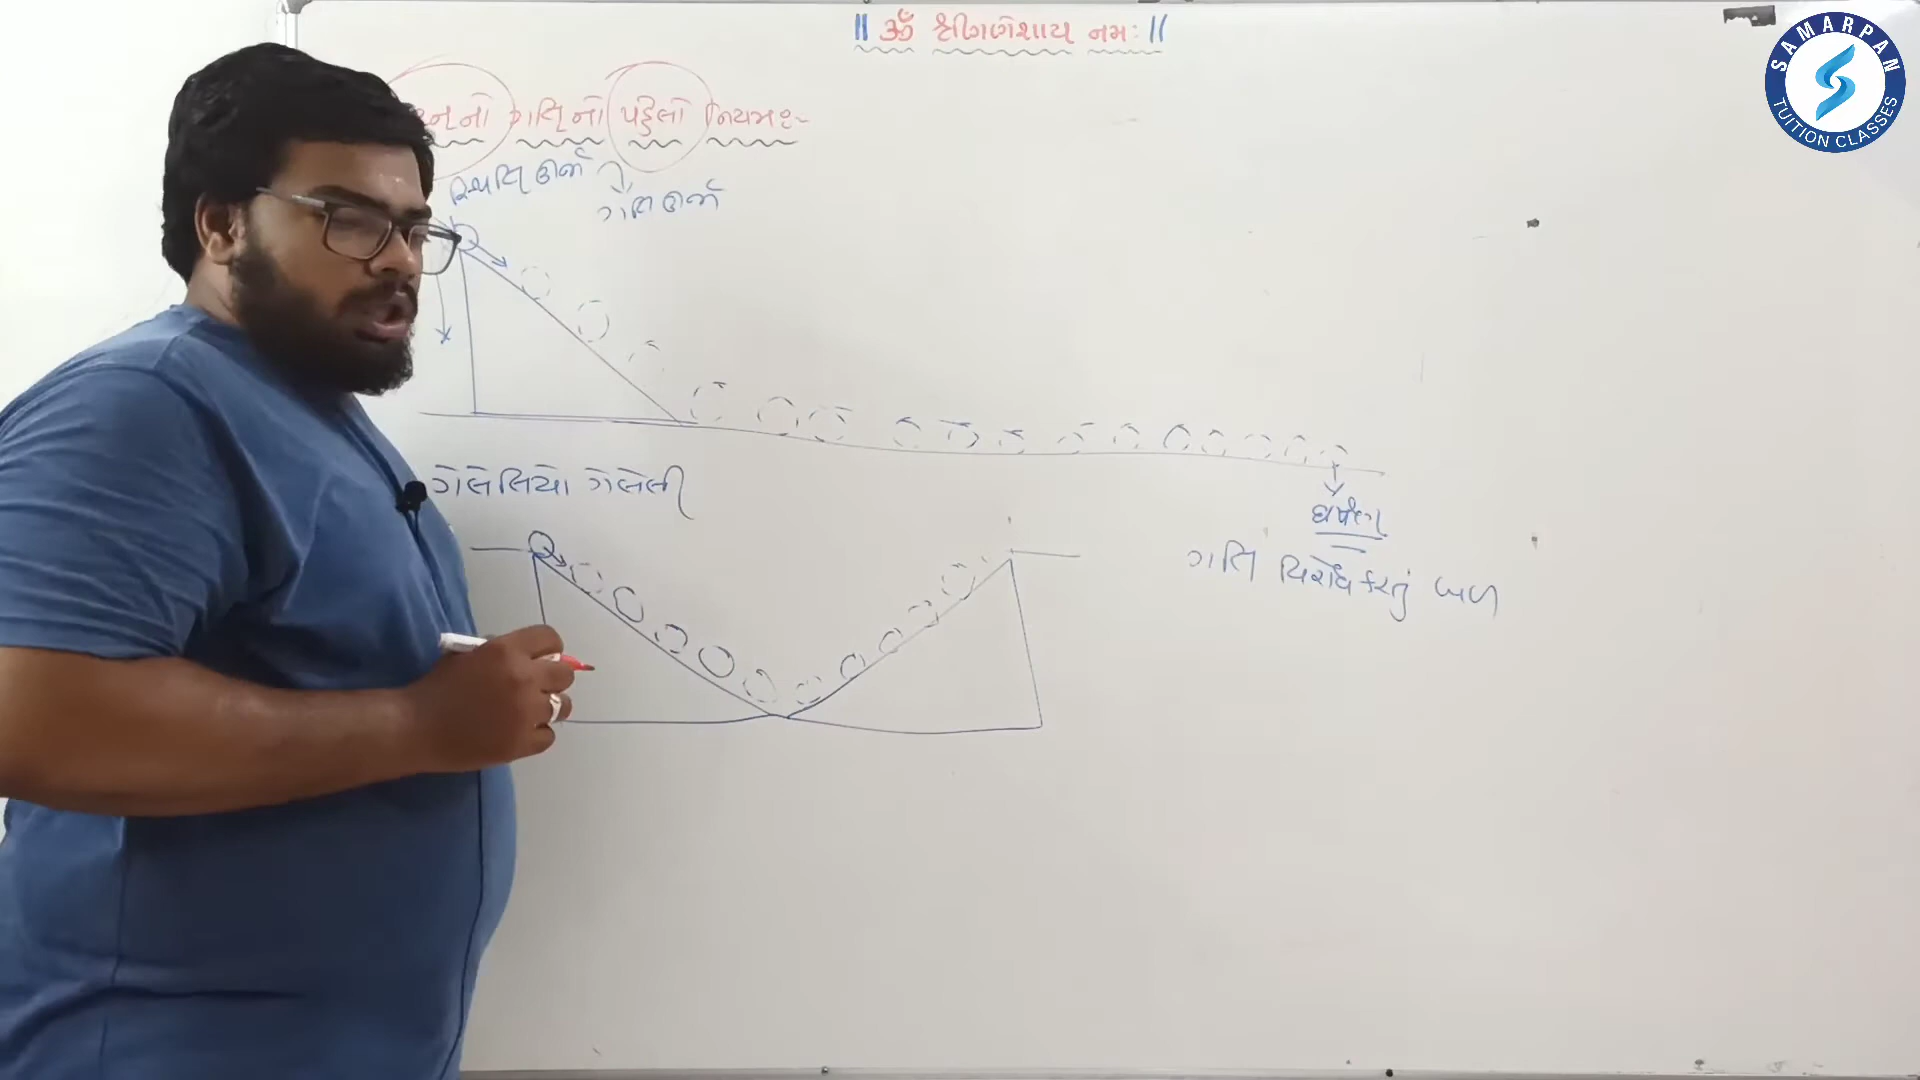 || ૐ શ્રી ગણેશાય નમઃ ||
SAMARPAN
TUITION CLASSES
ટનનો ગતિનો પહેલો નિયમઃ-
સ્થિતિ ઊર્જા
ગતિ ઊર્જા
ગેલેલિયો ગેલેલી
ઘર્ષણ
ગતિ વિરોધ કરતું બળ